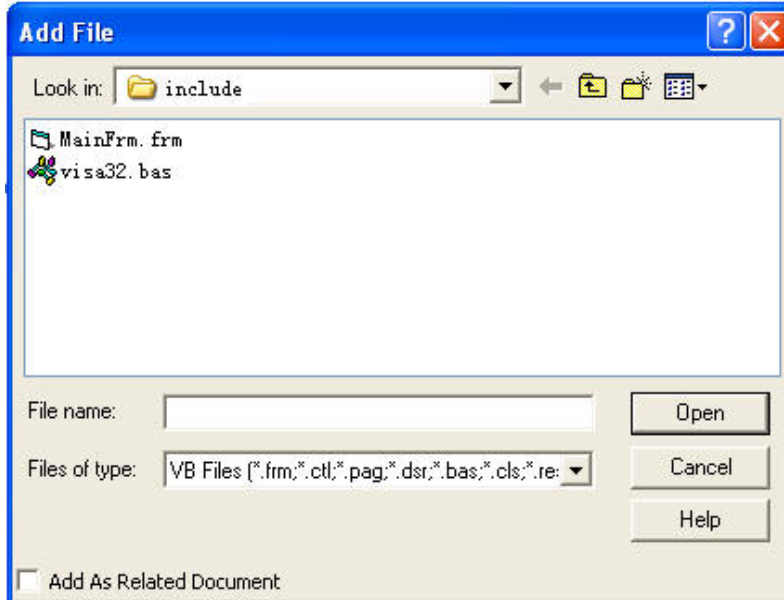 Add File
Look in: include
MainFrm.frm
visa32.bas
File name:
Open
Files of type: VB Files (*.frm;*.ctl;*.pag;*.dsr;*.bas;*.cls;*.re
Cancel
Help
Add As Related Document